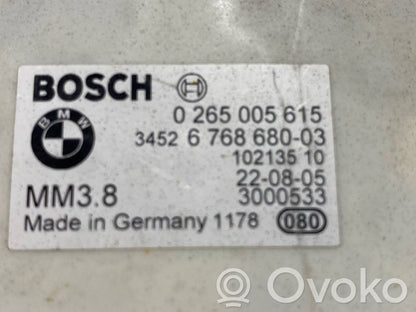 BOSCH
BMW
0 265 005 615
3452 6 768 680-03
102135 10
22-08-05
MM3.8 3000533
Made in Germany 1178 080
Ovoko